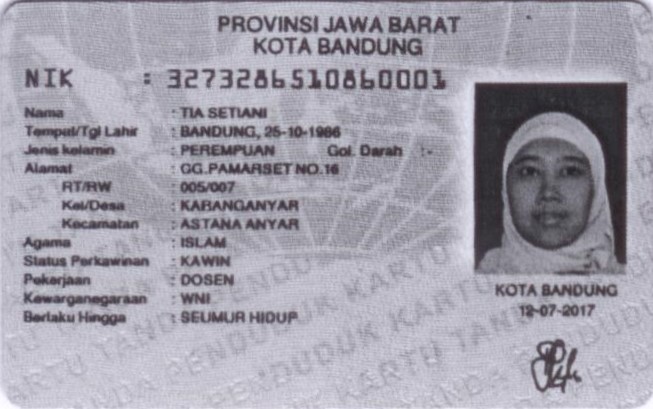 PROVINSI JAWA BARAT
KOTA BANDUNG
NIK : 3273286510860001
Nama : TIA SETIANI
Tempat/Tgl Lahir : BANDUNG, 25-10-1986
Jenis kelamin : PEREMPUAN Gol. Darah :-
Alamat : GG.PAMARSET NO.16
RT/RW : 005/007
Kel/Desa : KARANGANYAR
Kecamatan : ASTANA ANYAR
Agama : ISLAM
Status Perkawinan : KAWIN
Pekerjaan : DOSEN
Kewarganegaraan : WNI
Berlaku Hingga : SEUMUR HIDUP
KOTA BANDUNG
12-07-2017
KARTU TANDA PENDUDUK KARTU TANDA